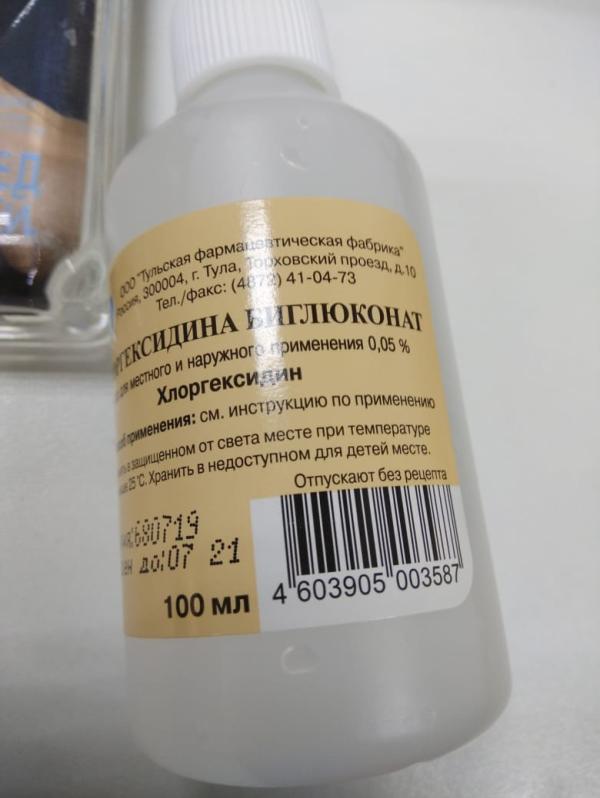 ООО "Тульская фармацевтическая фабрика"
Россия, 300004, г. Тула, Торховский проезд, д.10
Тел./факс: (4872) 41-04-73
РГЕКСИДИНА БИГЛЮКОНАТ
для местного и наружного применения 0,05 %
Хлоргексидин
применения: см. инструкцию по применению
в защищенном от света месте при температуре
25 °С. Хранить в недоступном для детей месте.
Отпускают без рецепта
680719
до:07 21
100 мл
4 603905 003587